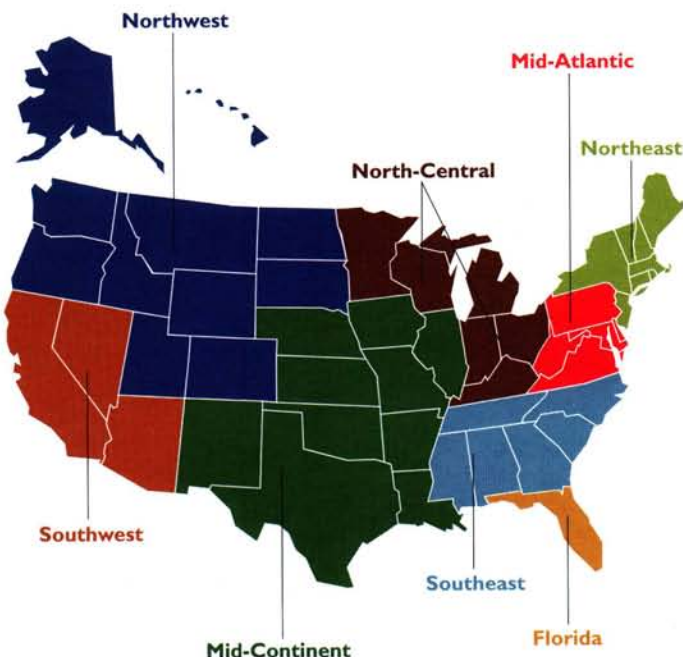 Northwest
Mid-Atlantic
Northeast
North-Central
Southwest
Southeast
Florida
Mid-Continent